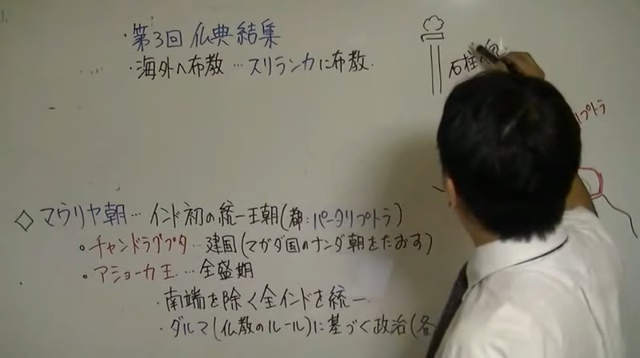 ・第3回 仏典結集
・海外へ布教…スリランカに布教.
石柱
リプトラ
◇マウリヤ朝…インド初の統一王朝(都:パータリプトラ)
・チャンドラグプタ…建国(マガダ国のナンダ朝をたおす)
・アショーカ王…全盛期
・南端を除く全インドを統一
・ダルマ(仏教のルール)に基づく政治(各